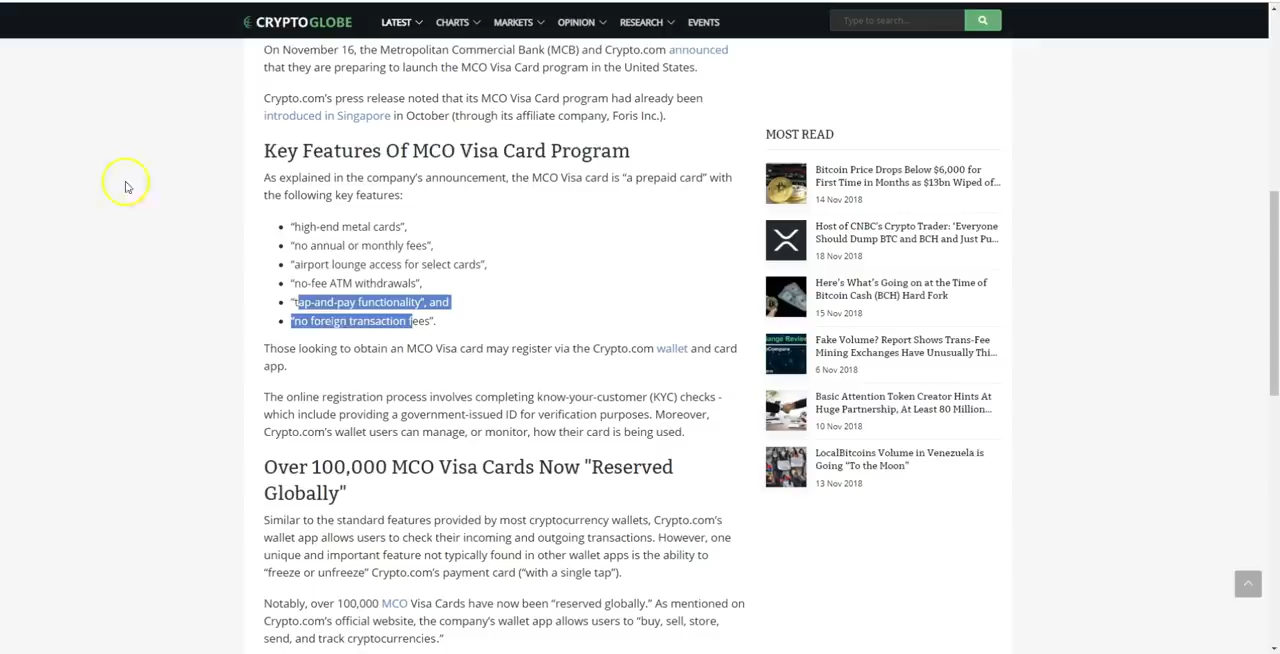 CRYPTOGLOBE LATEST CHARTS MARKETS OPINION RESEARCH EVENTS Type to search...
On November 16, the Metropolitan Commercial Bank (MCB) and Crypto.com announced
that they are preparing to launch the MCO Visa Card program in the United States.
Crypto.com's press release noted that its MCO Visa Card program had already been
introduced in Singapore in October (through its affiliate company, Foris Inc.).
Key Features Of MCO Visa Card Program
As explained in the company's announcement, the MCO Visa card is “a prepaid card” with
the following key features:
• “high-end metal cards”,
• “no annual or monthly fees”,
• “airport lounge access for select cards”,
• “no-fee ATM withdrawals”,
• “tap-and-pay functionality”, and
• “no foreign transaction fees”.
Those looking to obtain an MCO Visa card may register via the Crypto.com wallet and card
app.
The online registration process involves completing know-your-customer (KYC) checks -
which include providing a government-issued ID for verification purposes. Moreover,
Crypto.com's wallet users can manage, or monitor, how their card is being used.
Over 100,000 MCO Visa Cards Now "Reserved
Globally"
Similar to the standard features provided by most cryptocurrency wallets, Crypto.com's
wallet app allows users to check their incoming and outgoing transactions. However, one
unique and important feature not typically found in other wallet apps is the ability to
“freeze or unfreeze” Crypto.com's payment card (“with a single tap”).
Notably, over 100,000 MCO Visa Cards have now been “reserved globally.” As mentioned on
Crypto.com's official website, the company's wallet app allows users to “buy, sell, store,
send, and track cryptocurrencies.”
MOST READ
Bitcoin Price Drops Below $6,000 for
First Time in Months as $13bn Wiped of...
14 Nov 2018
Host of CNBC's Crypto Trader: ‘Everyone
Should Dump BTC and BCH and Just Pu...
18 Nov 2018
Here's What's Going on at the Time of
Bitcoin Cash (BCH) Hard Fork
15 Nov 2018
Fake Volume? Report Shows Trans-Fee
Mining Exchanges Have Unusually Thi...
6 Nov 2018
Basic Attention Token Creator Hints At
Huge Partnership, At Least 80 Million...
10 Nov 2018
LocalBitcoins Volume in Venezuela is
Going “To the Moon”
13 Nov 2018